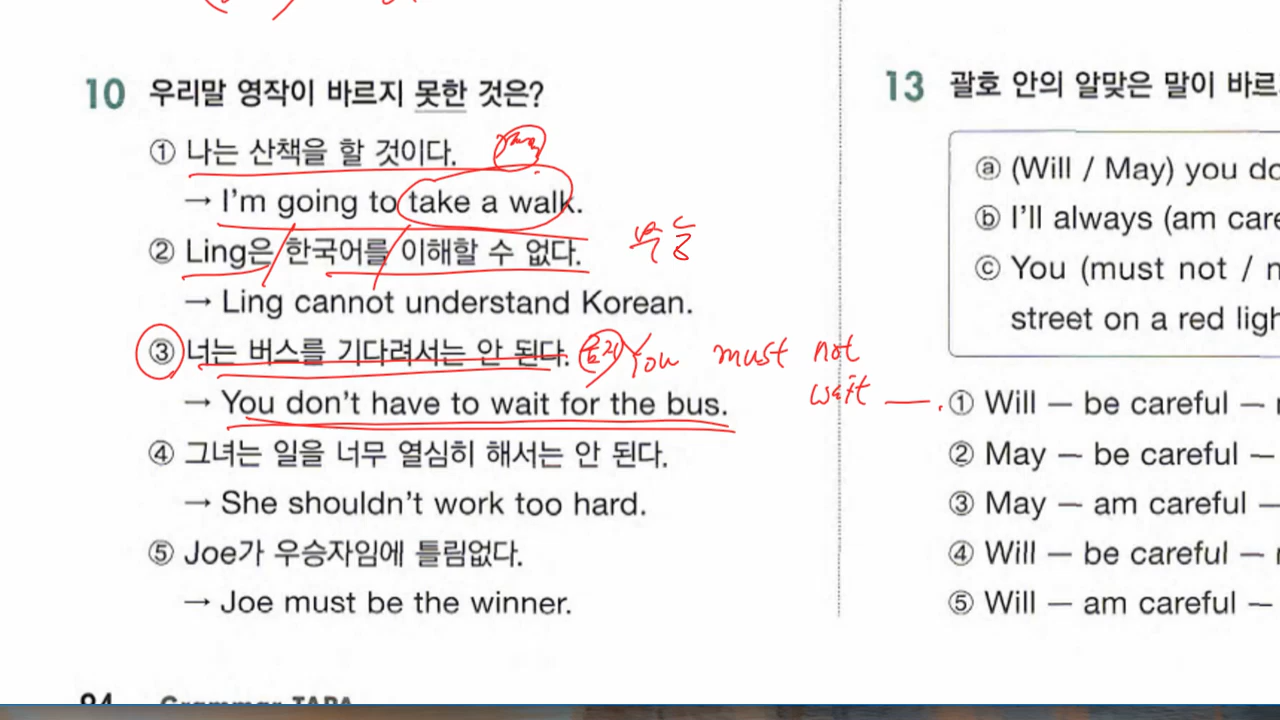 10 우리말 영작이 바르지 못한 것은?
① 나는 산책을 할 것이다.
→ I'm going to take a walk.
② Ling은 한국어를 이해할 수 없다.
→ Ling cannot understand Korean.
③ 너는 버스를 기다려서는 안 된다. You must not
wait
→ You don't have to wait for the bus.
④ 그녀는 일을 너무 열심히 해서는 안 된다.
→ She shouldn't work too hard.
⑤ Joe가 우승자임에 틀림없다.
→ Joe must be the winner.
13 괄호 안의 알맞은 말이 바르
ⓐ (Will / May) you do
ⓑ I'll always (am care
ⓒ You (must not / n
street on a red ligh
① Will — be careful —
② May — be careful —
③ May — am careful —
④ Will — be careful —
⑤ Will — am careful —